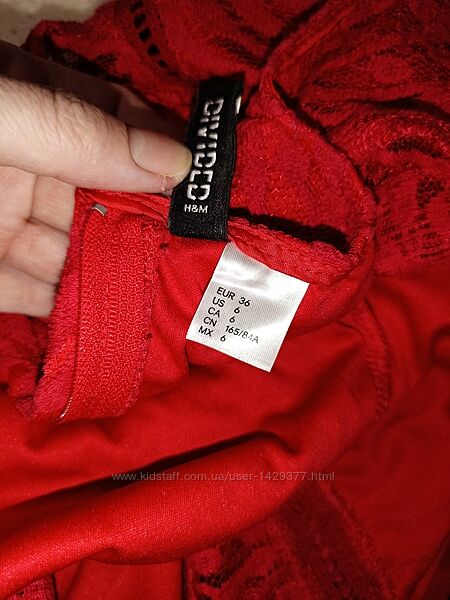 DIVIDED
H&M
EUR 36
US 6
CA 6
CN 165/84A
MX 6
www.kidstaff.com.ua/user-1429377.html